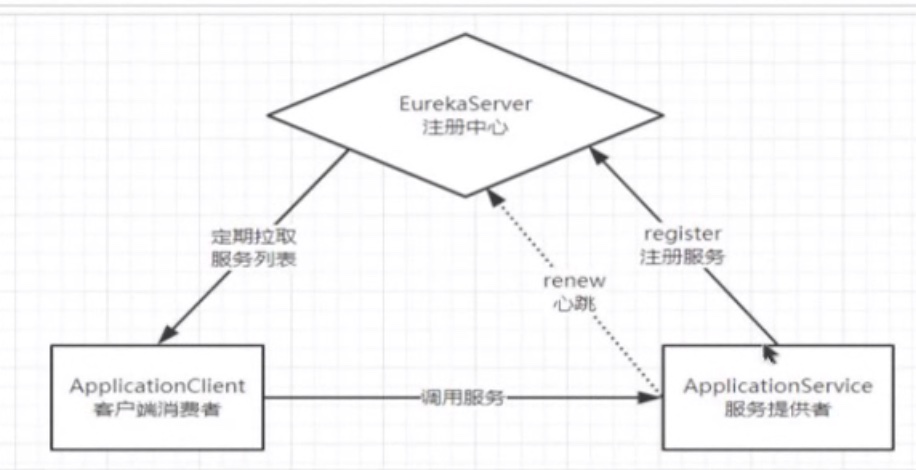 EurekaServer
注册中心
定期拉取
服务列表
register
注册服务
renew
心跳
ApplicationClient
客户端消费者
调用服务
ApplicationService
服务提供者